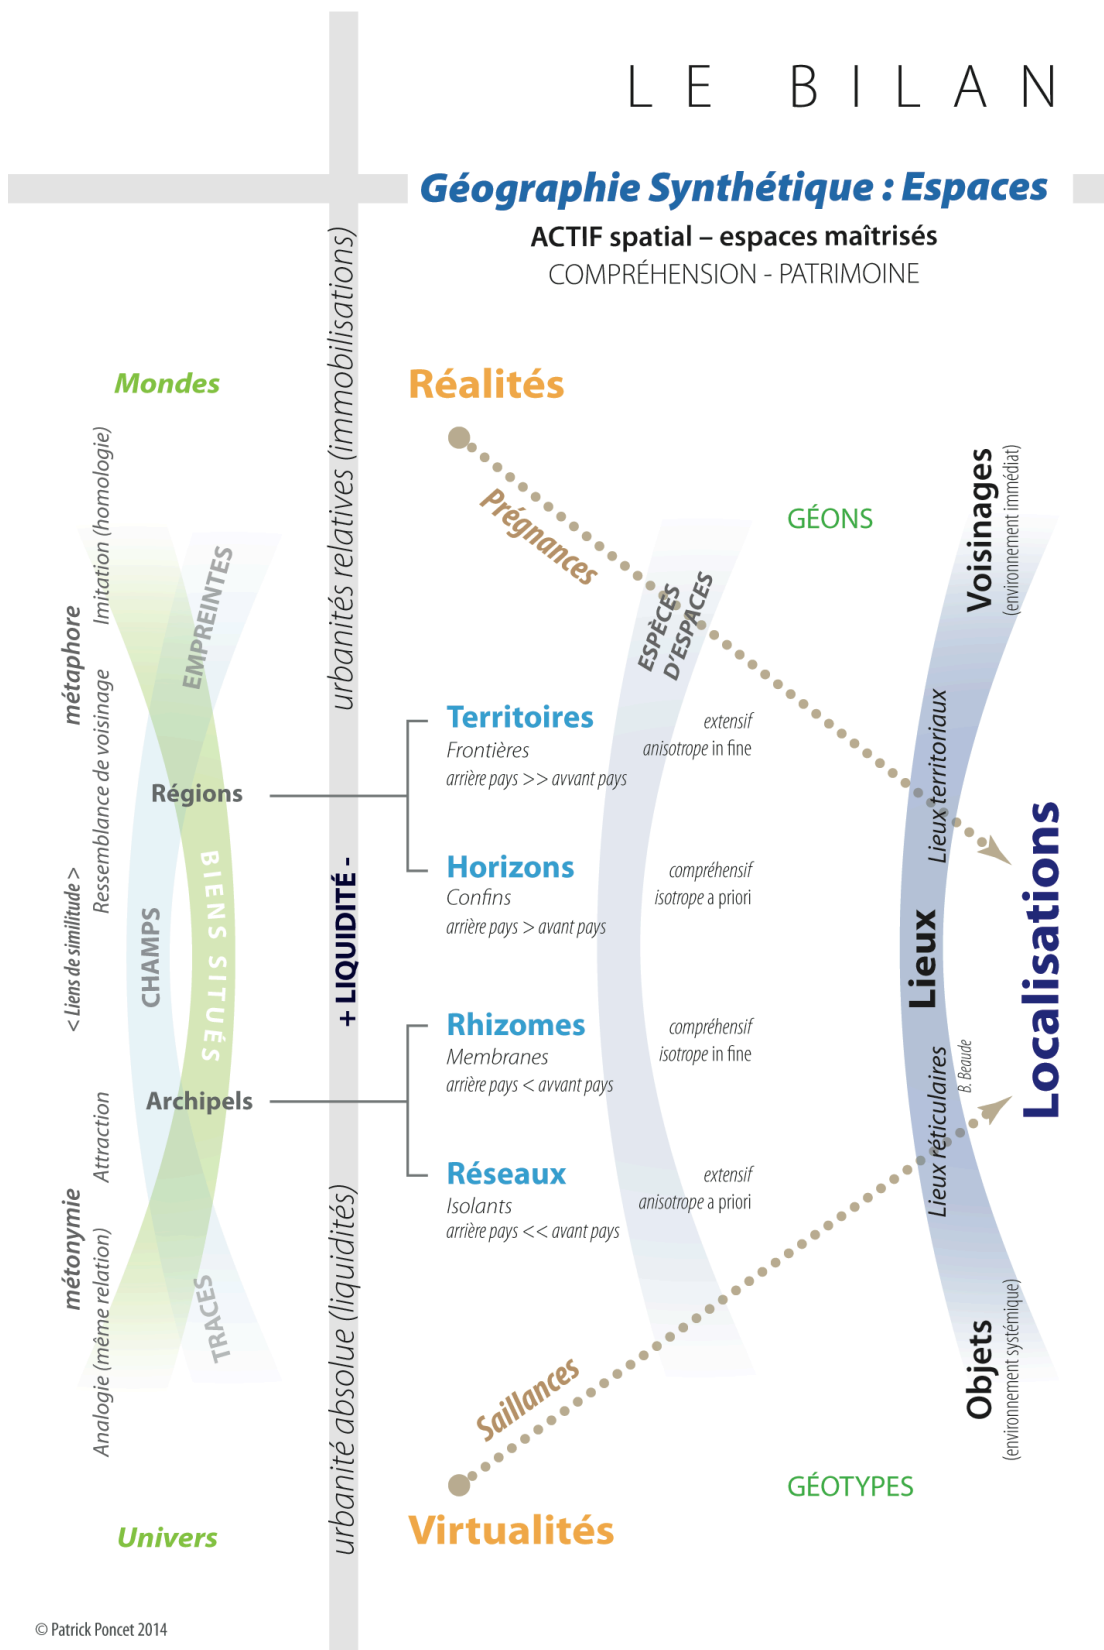 LE BILAN
Géographie Synthétique : Espaces
ACTIF spatial – espaces maîtrisés
COMPRÉHENSION - PATRIMOINE
Mondes
métaphore
Imitation (homologie)
Ressemblance de voisinage
< Liens de similitude >
métonymie
Attraction
Analogie (même relation)
Univers
EMPREINTES
CHAMPS
BIENS SITUÉS
TRACES
Régions
Archipels
urbanités relatives (immobilisations)
+ LIQUIDITÉ -
urbanité absolue (liquidités)
Réalités
Prégnances
GÉONS
ESPÈCES
D'ESPACES
Territoires
Frontières
arrière pays >> avvant pays
extensif
anisotrope in fine
Horizons
Confins
arrière pays > avant pays
compréhensif
isotrope a priori
Rhizomes
Membranes
arrière pays < avvant pays
compréhensif
isotrope in fine
Réseaux
Isolants
arrière pays << avant pays
extensif
anisotrope a priori
Saillances
Virtualités
GÉOTYPES
Voisinages
(environnement immédiat)
Lieux territoriaux
Lieux
Lieux réticulaires
B. Beaude
Objets
(environnement systémique)
Localisations
© Patrick Poncet 2014